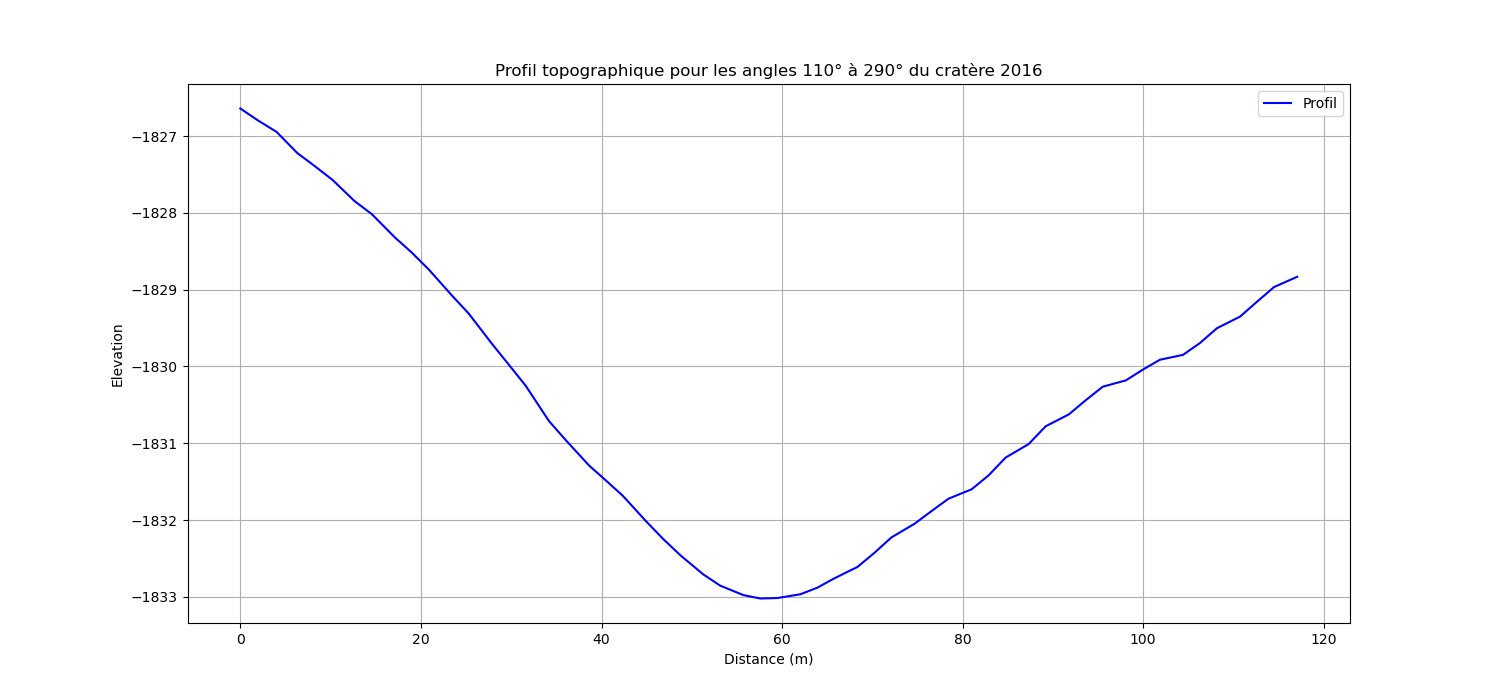 Profil topographique pour les angles 110° à 290° du cratère 2016
Profil
−1827
−1828
−1829
−1830
−1831
−1832
−1833
Elevation
0 20 40 60 80 100 120
Distance (m)